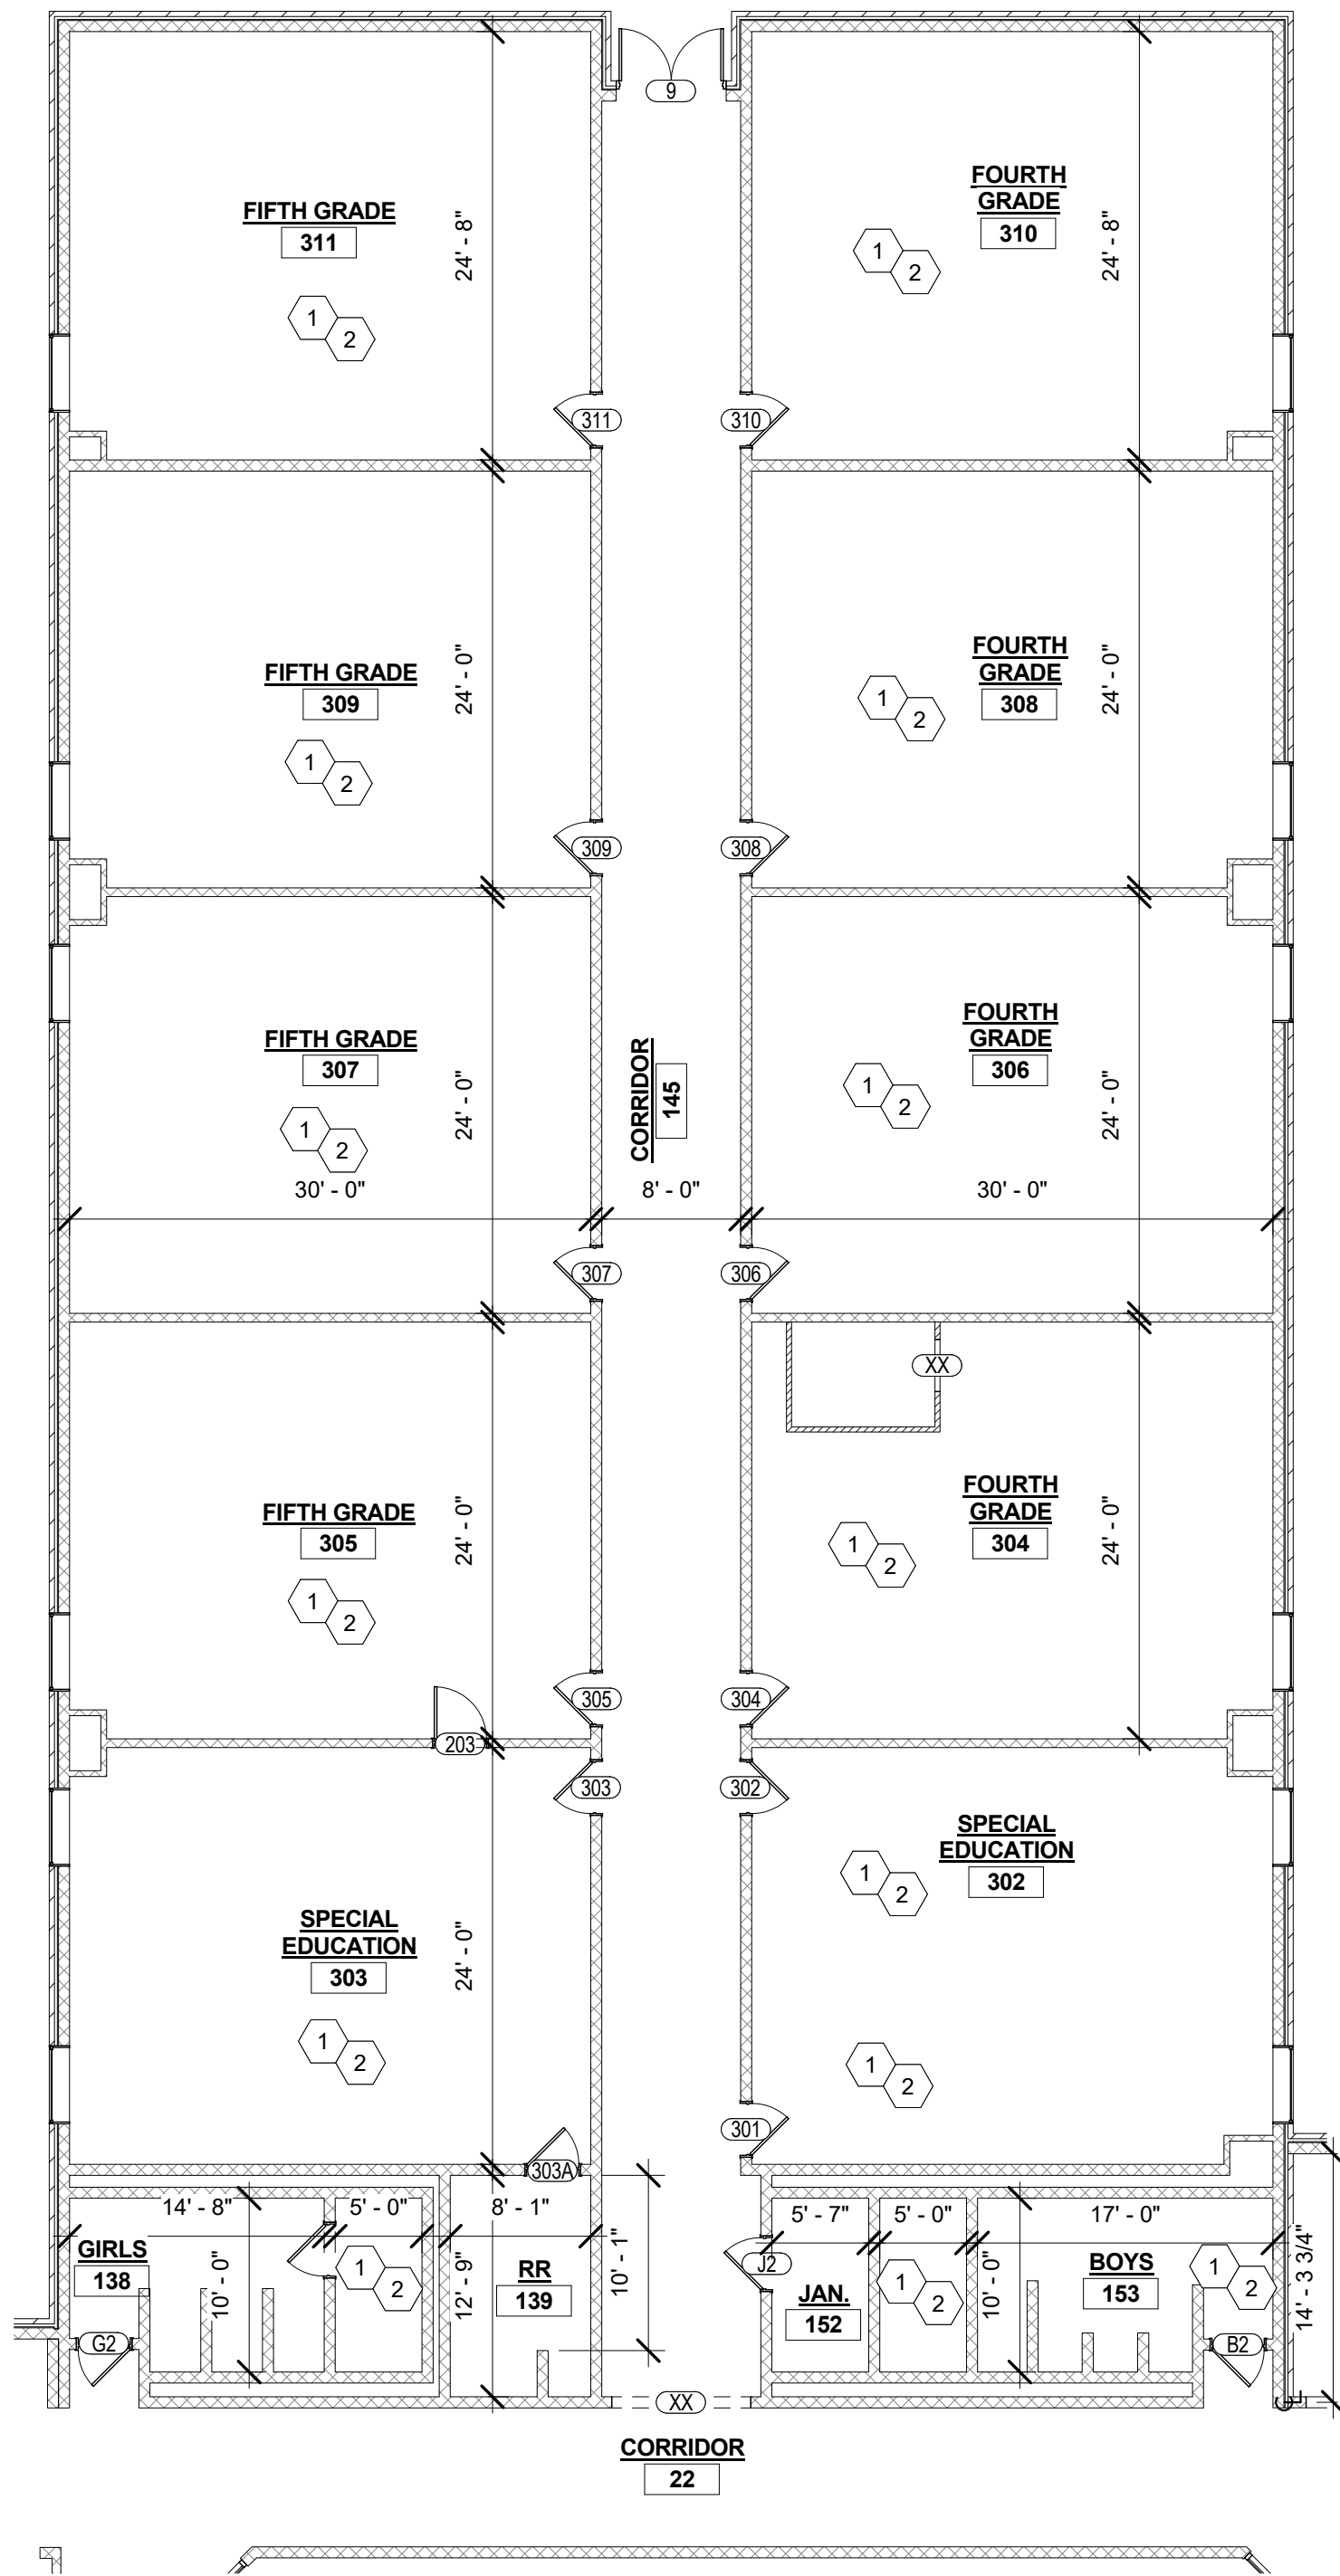 9
FIFTH GRADE
311
24' - 8"
1
2
FOURTH
GRADE
310
24' - 8"
1
2
311
310
FIFTH GRADE
309
24' - 0"
1
2
FOURTH
GRADE
308
24' - 0"
1
2
309
308
FIFTH GRADE
307
24' - 0"
1
2
30' - 0"
CORRIDOR
145
8' - 0"
FOURTH
GRADE
306
24' - 0"
1
2
30' - 0"
307
306
XX
FIFTH GRADE
305
24' - 0"
1
2
FOURTH
GRADE
304
24' - 0"
1
2
305
304
203
303
302
SPECIAL
EDUCATION
303
24' - 0"
1
2
SPECIAL
EDUCATION
302
1
2
1
2
301
303A
14' - 8"
5' - 0"
8' - 1"
5' - 7"
5' - 0"
17' - 0"
GIRLS
138
10' - 0"
1
2
12' - 9"
RR
139
10' - 1"
J2
JAN.
152
1
2
10' - 0"
BOYS
153
1
2
14' - 3 3/4"
G2
B2
XX
CORRIDOR
22